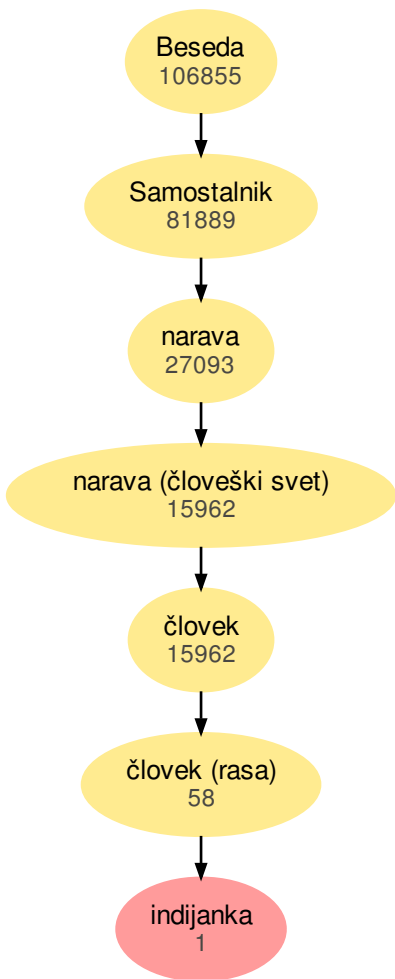 Beseda
106855
Samostalnik
81889
narava
27093
narava (človeški svet)
15962
človek
15962
človek (rasa)
58
indijanka
1